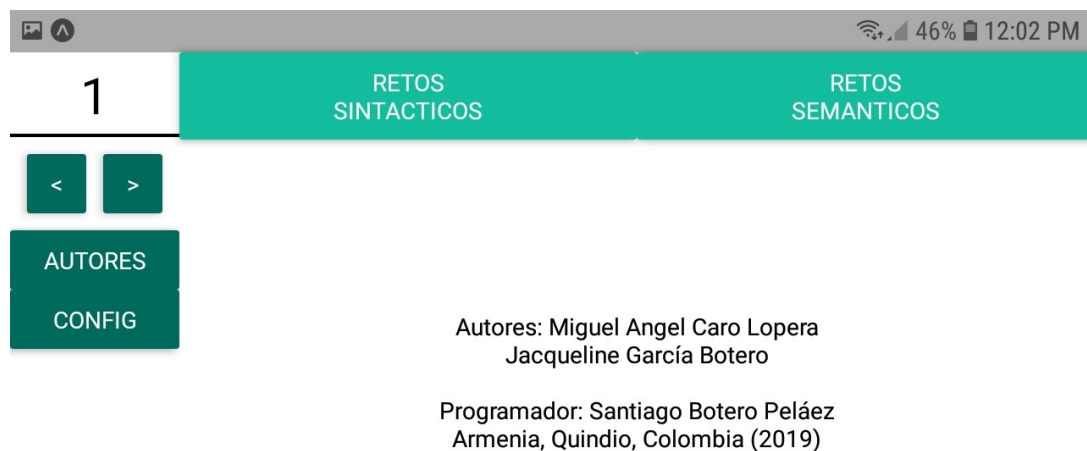 46% 12:02 PM
1
RETOS
SINTACTICOS
RETOS
SEMANTICOS
< >
AUTORES
CONFIG
Autores: Miguel Angel Caro Lopera
Jacqueline García Botero
Programador: Santiago Botero Peláez
Armenia, Quindio, Colombia (2019)